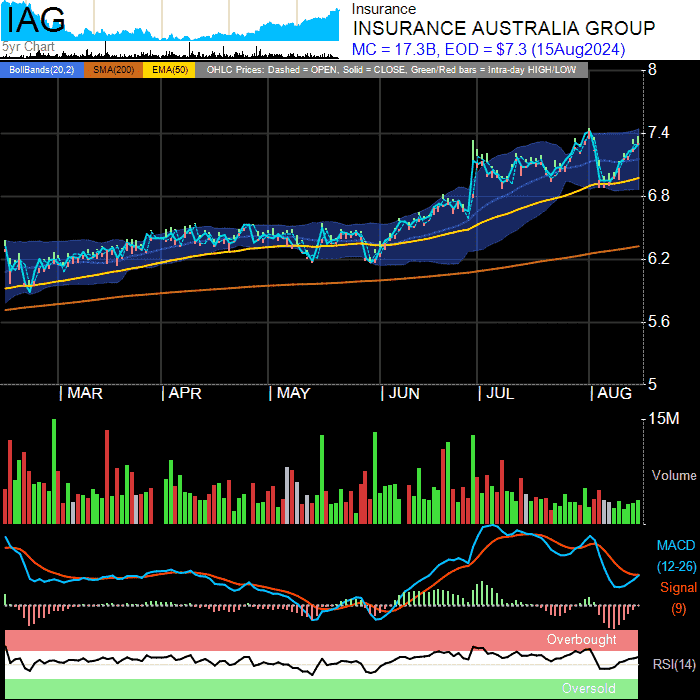 IAG
5yr Chart
Insurance
INSURANCE AUSTRALIA GROUP
MC = 17.3B, EOD = $7.3 (15Aug2024)
BollBands(20,2) SMA(200) EMA(50) OHLC Prices: Dashed = OPEN, Solid = CLOSE, Green/Red bars = Intra-day HIGH/LOW
8
7.4
6.8
6.2
5.6
5
| MAR | APR | MAY | JUN | JUL | AUG
15M
Volume
MACD
(12-26)
Signal
(9)
Overbought
RSI(14)
Oversold